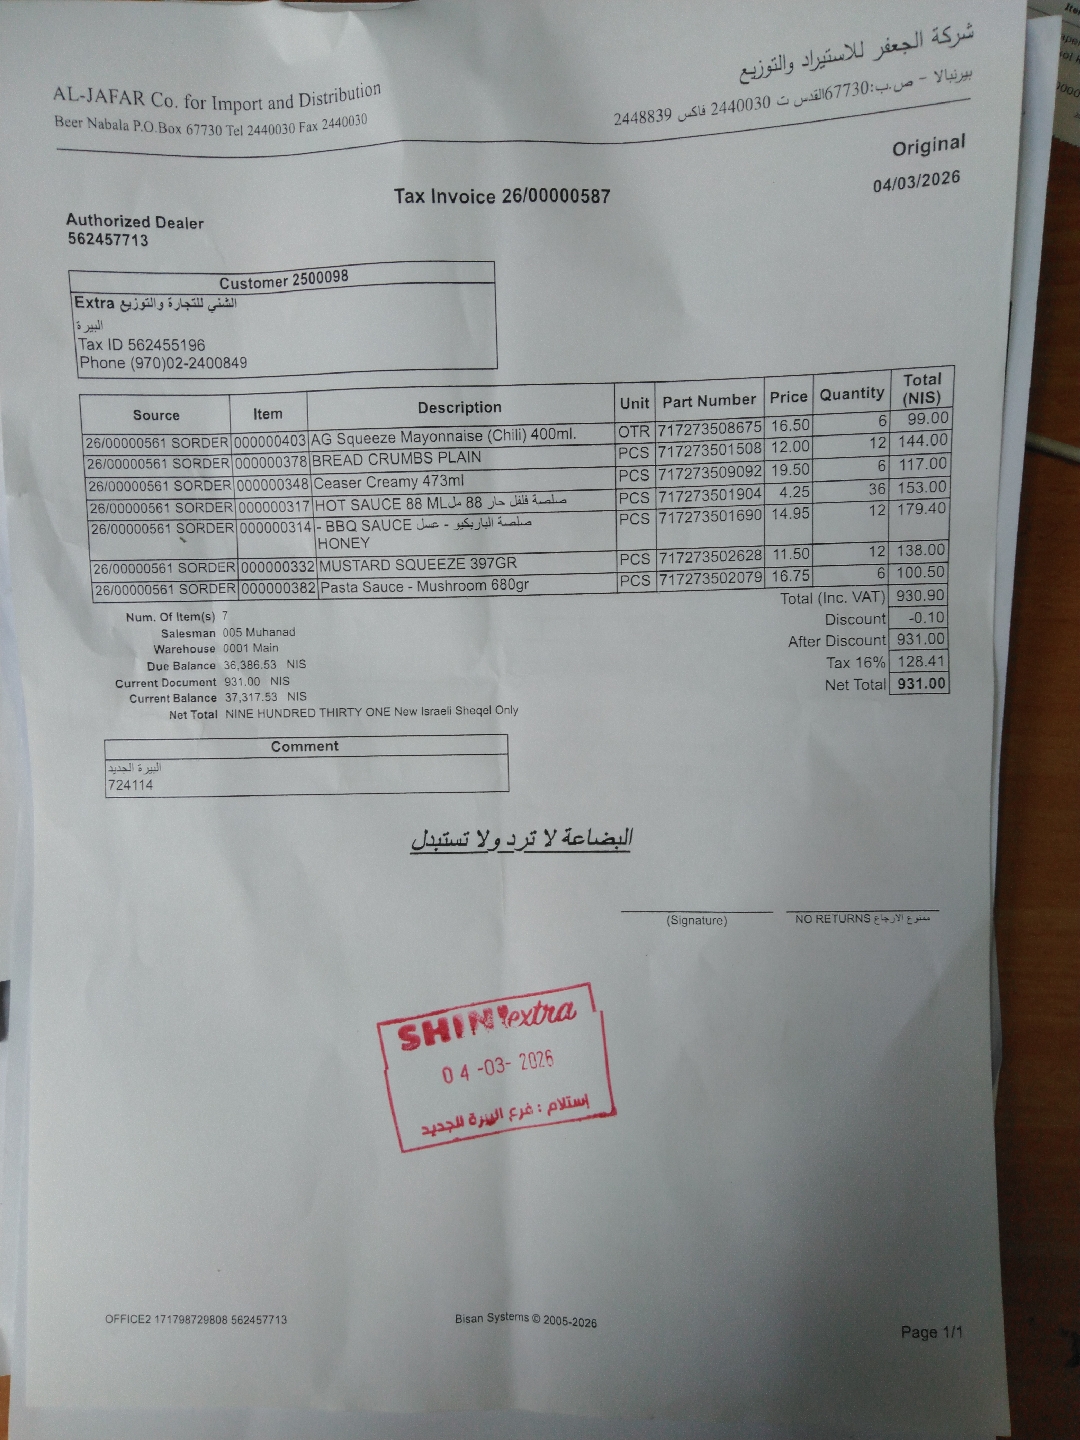 شركة الجعفر للاستيراد والتوزيع
بيرنبالا - ص.ب:67730القدس ت 2440030 فاكس 2448839
AL-JAFAR Co. for Import and Distribution
Beer Nabala P.O.Box 67730 Tel 2440030 Fax 2440030
Original
04/03/2026
Tax Invoice 26/00000587
Authorized Dealer
562457713
Customer 2500098
Extra الشني للتجارة والتوزيع
البيرة
Tax ID 562455196
Phone (970)02-2400849
Source Item Description Unit Part Number Price Quantity Total (NIS)
26/00000561 SORDER 000000403 AG Squeeze Mayonnaise (Chili) 400ml. OTR 717273508675 16.50 6 99.00
26/00000561 SORDER 000000378 BREAD CRUMBS PLAIN PCS 717273501508 12.00 12 144.00
26/00000561 SORDER 000000348 Ceaser Creamy 473ml PCS 717273509092 19.50 6 117.00
26/00000561 SORDER 000000317 HOT SAUCE 88 ML صلصة فلفل حار 88 مل PCS 717273501904 4.25 36 153.00
26/00000561 SORDER 000000314 - BBQ SAUCE صلصة الباربكيو - عسل PCS 717273501690 14.95 12 179.40
HONEY
26/00000561 SORDER 000000332 MUSTARD SQUEEZE 397GR PCS 717273502628 11.50 12 138.00
26/00000561 SORDER 000000382 Pasta Sauce - Mushroom 680gr PCS 717273502079 16.75 6 100.50
Total (Inc. VAT) 930.90
Discount -0.10
After Discount 931.00
Tax 16% 128.41
Net Total 931.00
Num. Of Item(s) 7
Salesman 005 Muhanad
Warehouse 0001 Main
Due Balance 36,386.53 NIS
Current Document 931.00 NIS
Current Balance 37,317.53 NIS
Net Total NINE HUNDRED THIRTY ONE New Israeli Sheqel Only
Comment
البيرة الجديد
724114
البضاعة لا ترد ولا تستبدل
(Signature)
NO RETURNS ممنوع الارجاع
SHINI extra
04-03-2026
إستلام : فرع البيرة الجديد
OFFICE2 171798729808 562457713
Bisan Systems © 2005-2026
Page 1/1